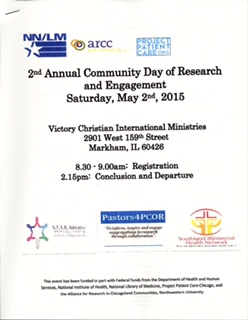 NN/LM
arcc
PROJECT
PATIENT
CARE
2nd Annual Community Day of Research
and Engagement
Saturday, May 2nd, 2015
Victory Christian International Ministries
2901 West 159th Street
Markham, IL 60426
8.30 - 9.00am: Registration
2.15pm: Conclusion and Departure
Pastors4PCOR
"To inform, inspire and engage
congregations in research
through collaboration"
S.T.A.R. Initiative
Southland Ministerial
Health Network
This event has been funded in part with Federal funds from the Department of Health and Human
Services, National Institute of Health, National Library of Medicine, Project Patient Care-Chicago, and
the Alliance for Research in Chicagoland Communities, Northwestern University